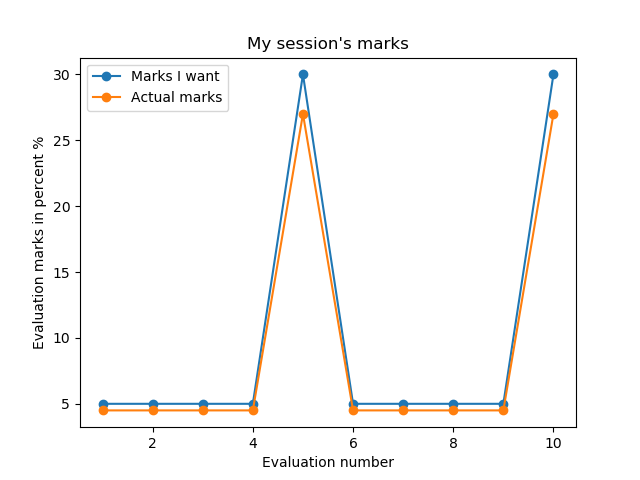 My session's marks
Marks I want
Actual marks
30
25
20
15
10
5
Evaluation marks in percent %
2 4 6 8 10
Evaluation number